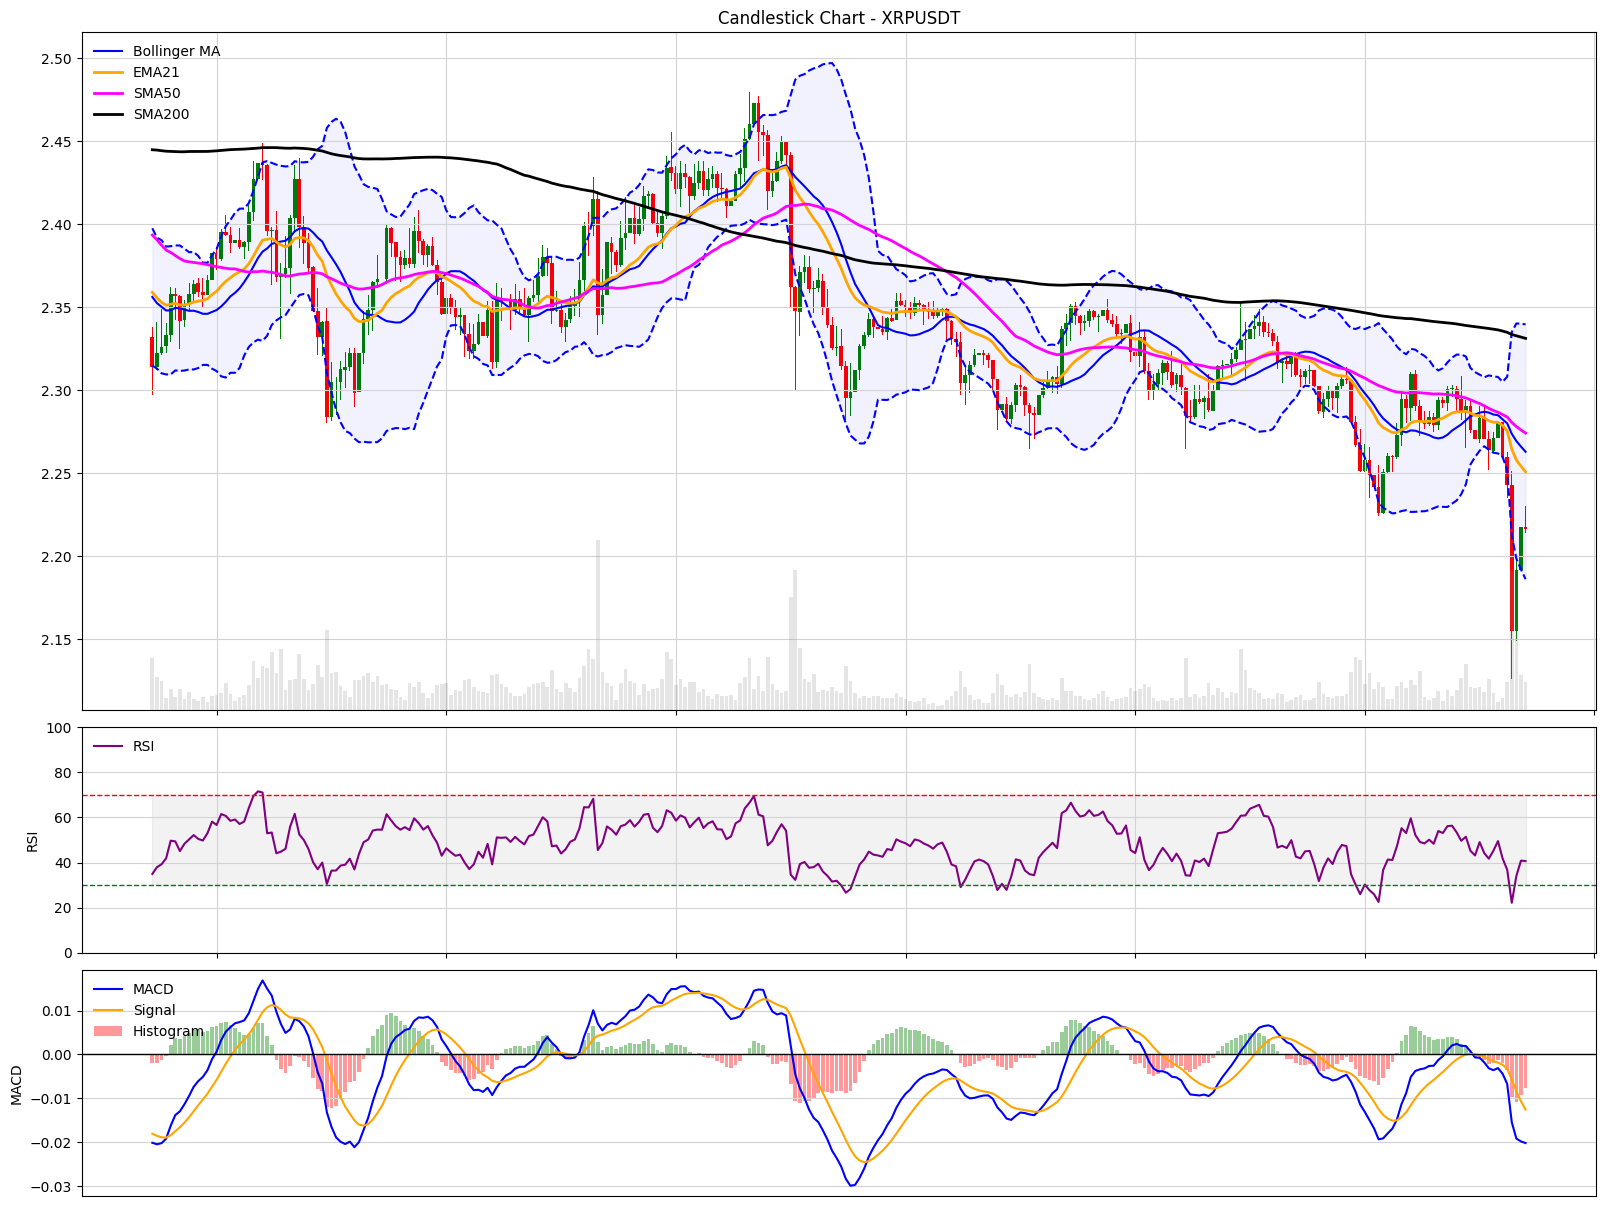 Candlestick Chart - XRPUSDT
Bollinger MA
EMA21
SMA50
SMA200
2.50
2.45
2.40
2.35
2.30
2.25
2.20
2.15
RSI
RSI
100
80
60
40
20
0
MACD
Signal
Histogram
MACD
0.01
0.00
−0.01
−0.02
−0.03